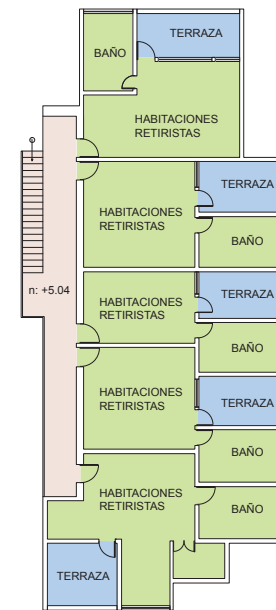 TERRAZA
BAÑO
HABITACIONES
RETIRISTAS
TERRAZA
HABITACIONES
RETIRISTAS
BAÑO
n: +5.04
TERRAZA
HABITACIONES
RETIRISTAS
BAÑO
HABITACIONES
RETIRISTAS
TERRAZA
BAÑO
HABITACIONES
RETIRISTAS
BAÑO
TERRAZA